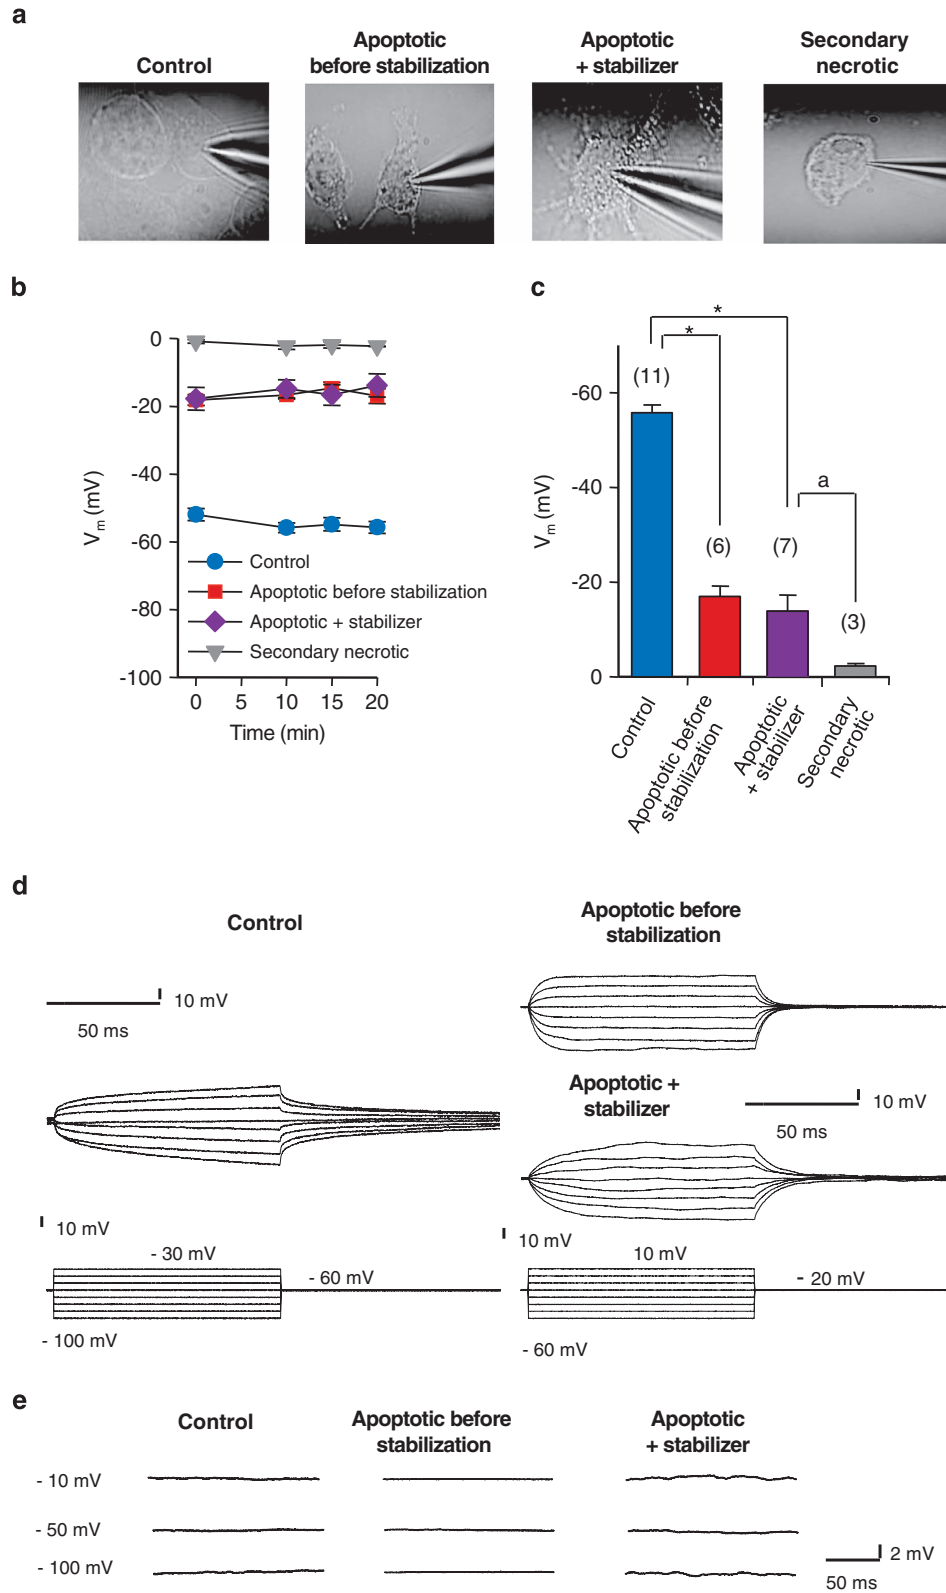 a
Control
Apoptotic
before stabilization
Apoptotic
+ stabilizer
Secondary
necrotic
b
0
-20
-40
-60
-80
-100
Vm (mV)
Control
Apoptotic before stabilization
Apoptotic + stabilizer
Secondary necrotic
0 5 10 15 20
Time (min)
c
-60
-40
-20
0
Vm (mV)
*
*
a
(11)
(6)
(7)
(3)
Control
Apoptotic before
stabilization
Apoptotic
+ stabilizer
Secondary
necrotic
d
Control
10 mV
50 ms
10 mV
- 30 mV
- 60 mV
- 100 mV
Apoptotic before
stabilization
Apoptotic +
stabilizer
10 mV
50 ms
10 mV
10 mV
- 20 mV
- 60 mV
e
Control
Apoptotic before
stabilization
Apoptotic
+ stabilizer
- 10 mV
- 50 mV
- 100 mV
2 mV
50 ms